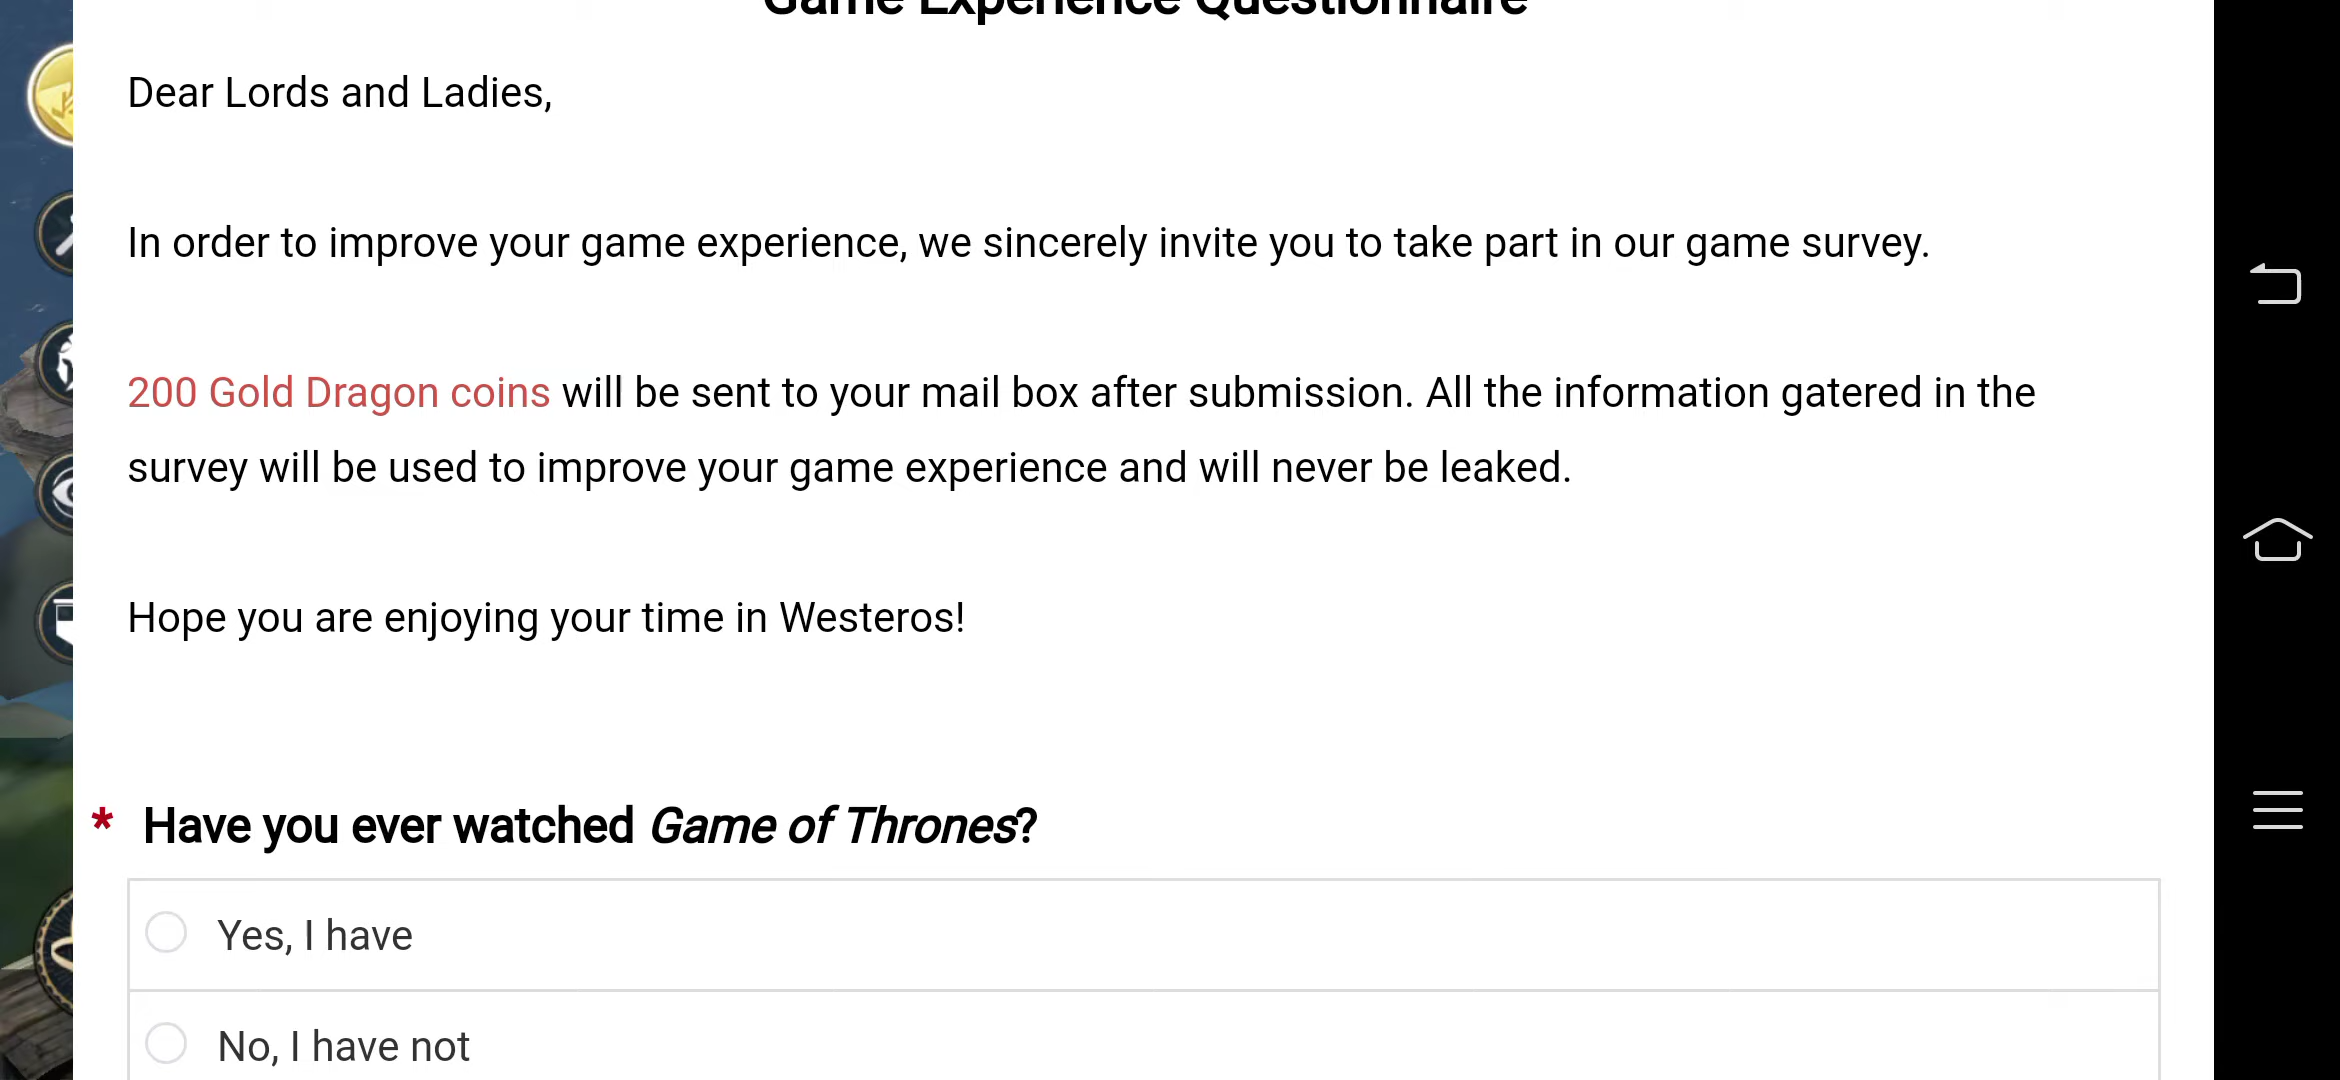 Game Experience Questionnaire
Dear Lords and Ladies,
In order to improve your game experience, we sincerely invite you to take part in our game survey.
200 Gold Dragon coins will be sent to your mail box after submission. All the information gatered in the
survey will be used to improve your game experience and will never be leaked.
Hope you are enjoying your time in Westeros!
* Have you ever watched Game of Thrones?
Yes, I have
No, I have not